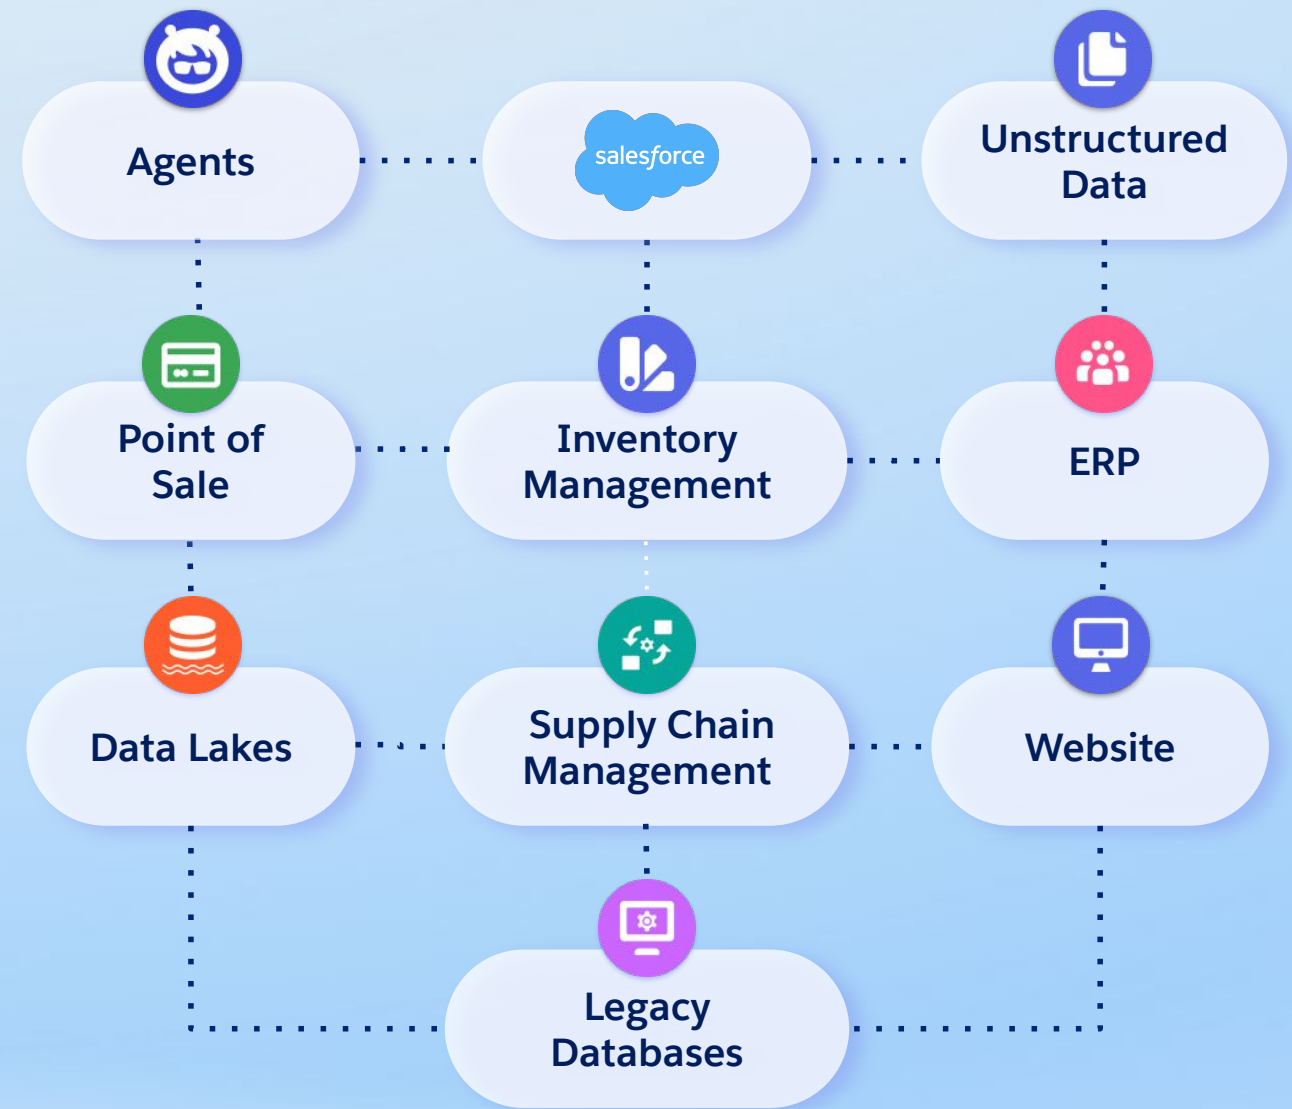 Agents
salesforce
Unstructured
Data
Point of
Sale
Inventory
Management
ERP
Data Lakes
Supply Chain
Management
Website
Legacy
Databases